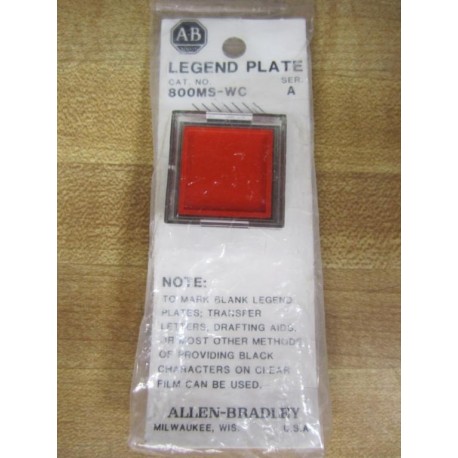 AB
LEGEND PLATE
CAT. NO. SER.
800MS-WC A
NOTE:
TO MARK BLANK LEGEND
PLATES; TRANSFER
LETTERS, DRAFTING AIDS,
OR MOST OTHER METHODS
OF PROVIDING BLACK
CHARACTERS ON CLEAR
FILM CAN BE USED.
ALLEN-BRADLEY
MILWAUKEE, WIS. U.S.A.